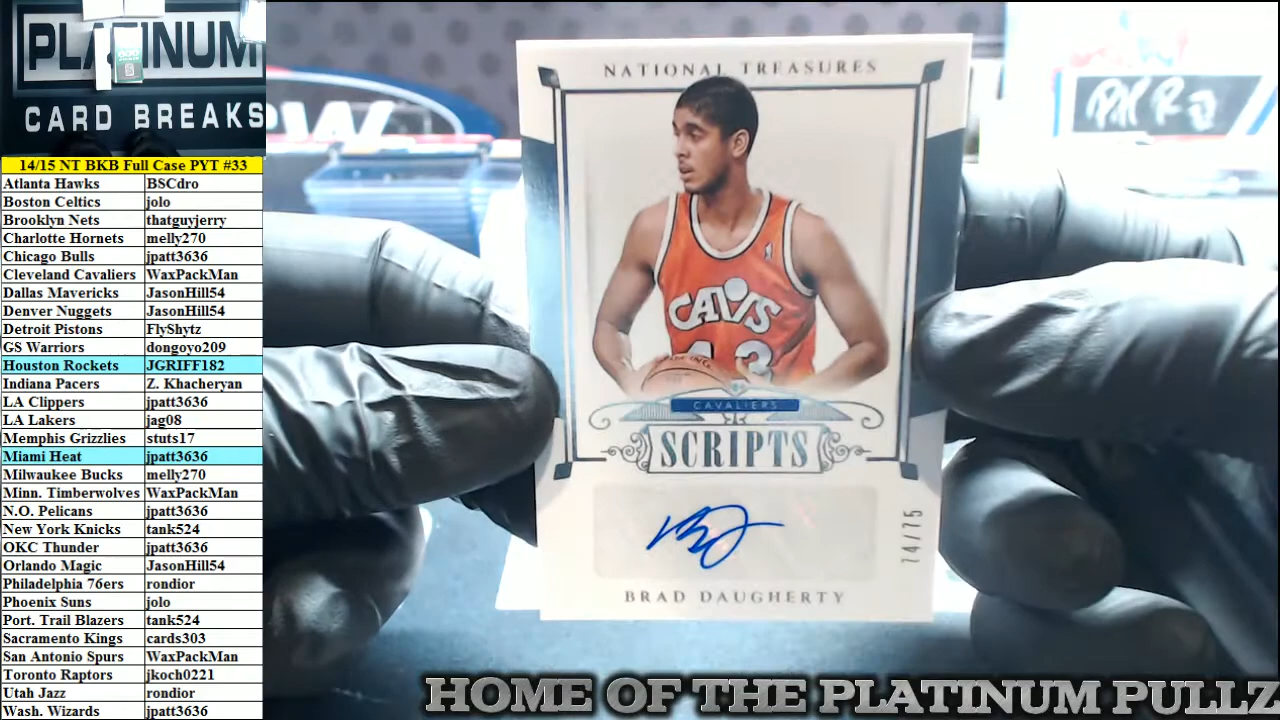 PLATINUM
CARD BREAKS
14/15 NT BKB Full Case PYT #33
Atlanta Hawks BSCdro
Boston Celtics jolo
Brooklyn Nets thatguyjerry
Charlotte Hornets melly270
Chicago Bulls jpatt3636
Cleveland Cavaliers WaxPackMan
Dallas Mavericks JasonHill54
Denver Nuggets JasonHill54
Detroit Pistons FlyShytz
GS Warriors dongoyo209
Houston Rockets JGRIFF182
Indiana Pacers Z. Khacheryan
LA Clippers jpatt3636
LA Lakers jag08
Memphis Grizzlies stuts17
Miami Heat jpatt3636
Milwaukee Bucks melly270
Minn. Timberwolves WaxPackMan
N.O. Pelicans jpatt3636
New York Knicks tank524
OKC Thunder jpatt3636
Orlando Magic JasonHill54
Philadelphia 76ers rondior
Phoenix Suns jolo
Port. Trail Blazers tank524
Sacramento Kings cards303
San Antonio Spurs WaxPackMan
Toronto Raptors jkoch0221
Utah Jazz rondior
Wash. Wizards jpatt3636
NATIONAL TREASURES
CAVS
43
CAVALIERS
SCRIPTS
74/75
BRAD DAUGHERTY
HOME OF THE PLATINUM PULLZ